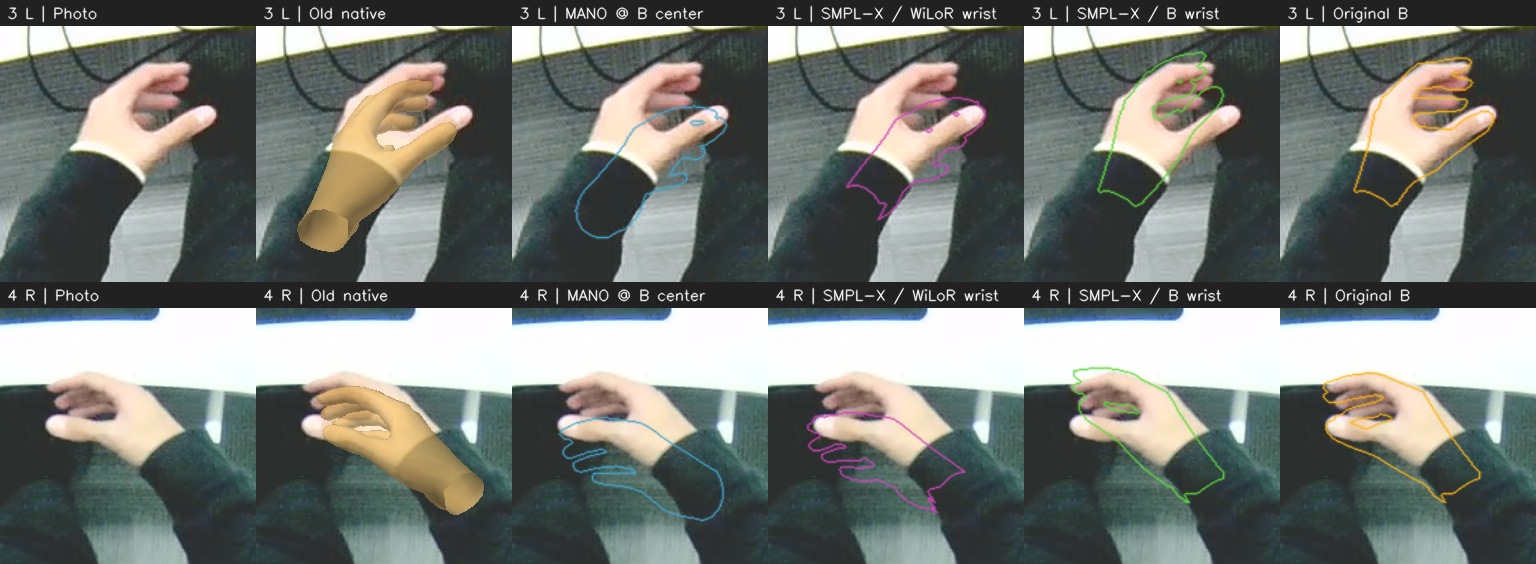 3 L | Photo
3 L | Old native
3 L | MANO @ B center
3 L | SMPL-X / WiLoR wrist
3 L | SMPL-X / B wrist
3 L | Original B
4 R | Photo
4 R | Old native
4 R | MANO @ B center
4 R | SMPL-X / WiLoR wrist
4 R | SMPL-X / B wrist
4 R | Original B